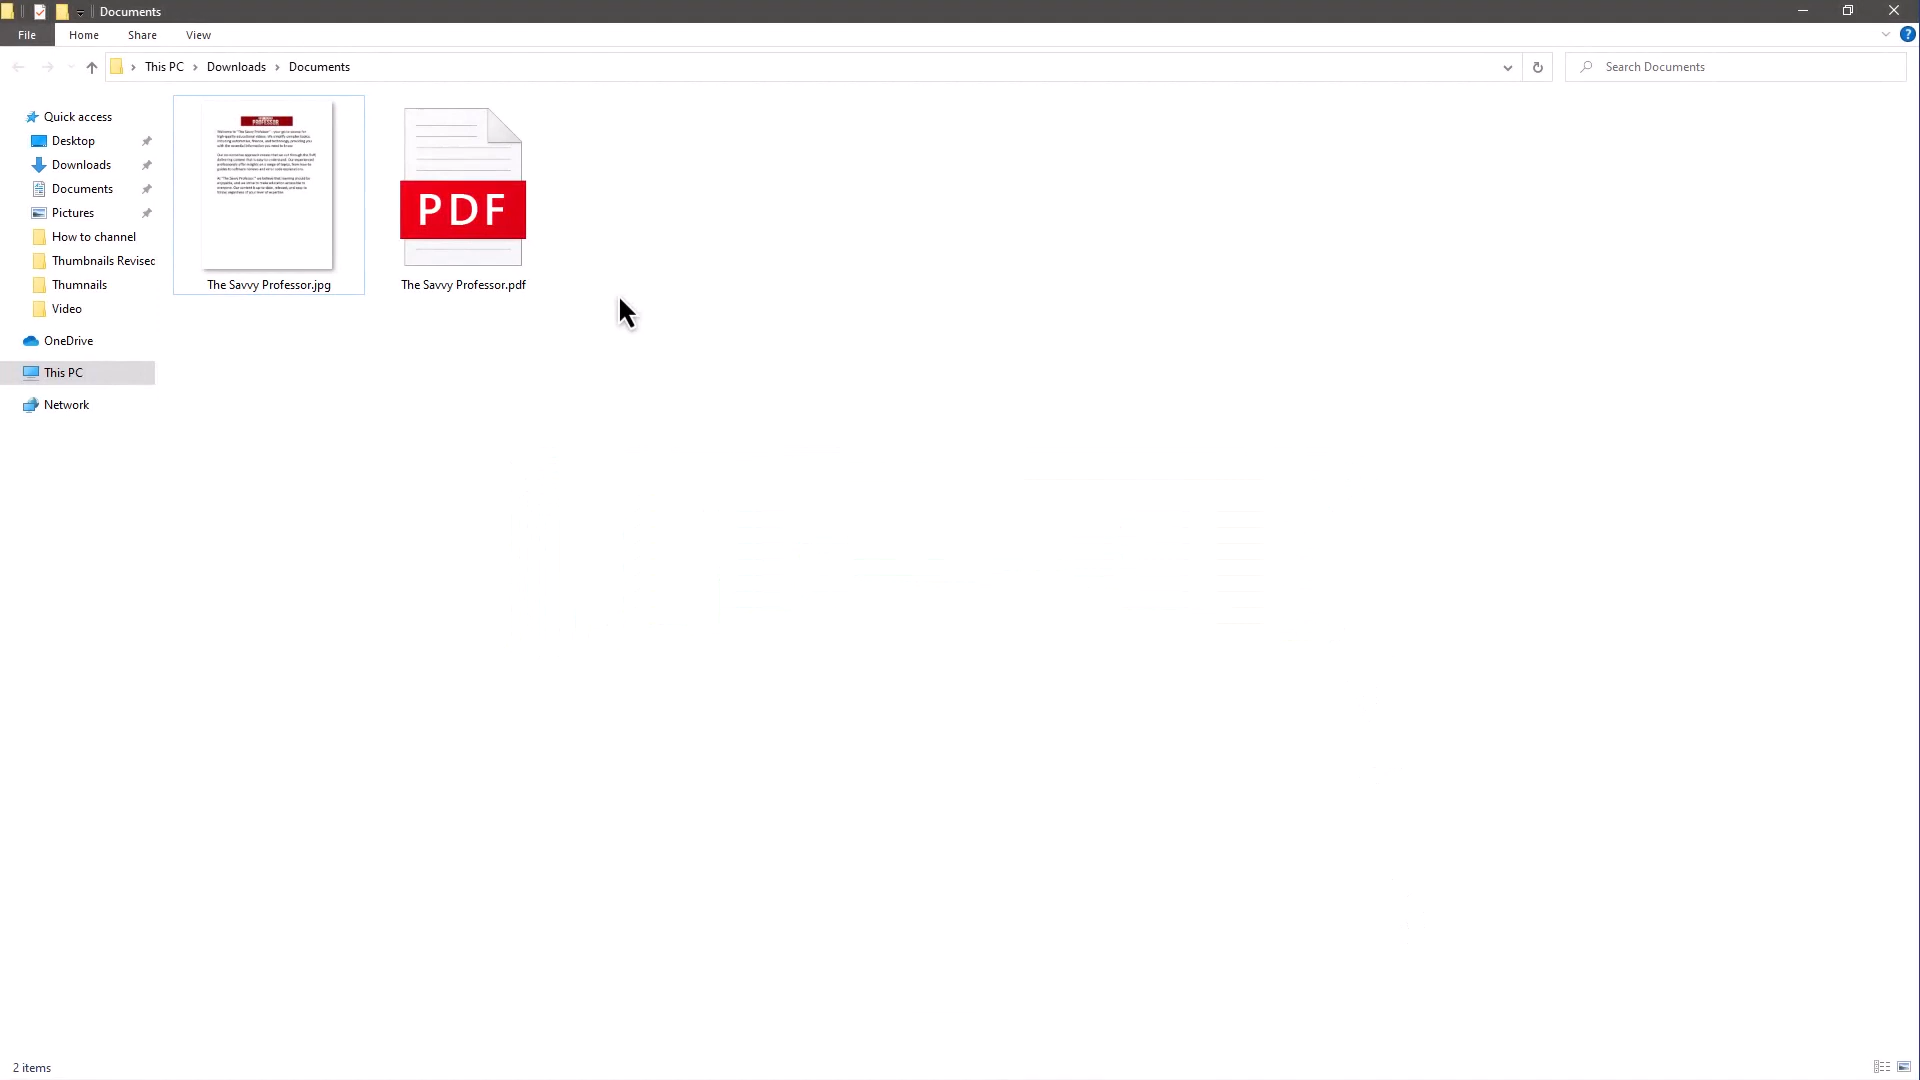 Documents
File Home Share View
This PC > Downloads > Documents
Search Documents
Quick access
Desktop
Downloads
Documents
Pictures
How to channel
Thumbnails Revised
Thumnails
Video
OneDrive
This PC
Network
PROFESSOR
PDF
The Savvy Professor.jpg
The Savvy Professor.pdf
2 items